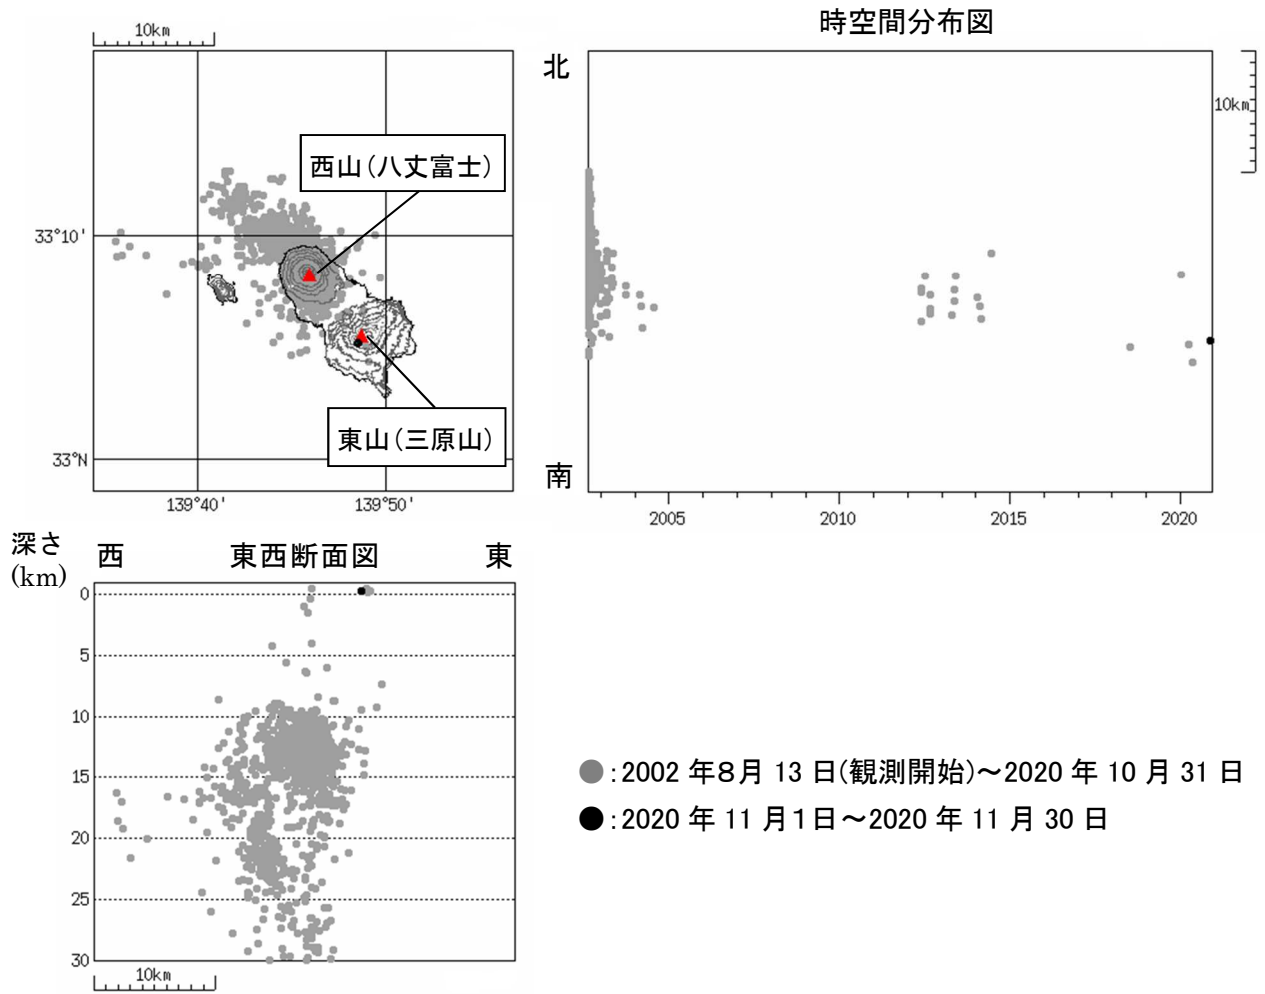 10km
西山(八丈富士)
33°10'
東山(三原山)
33°N
139°40'
139°50'
時空間分布図
北
10km
南
2005
2010
2015
2020
深さ
(km)
西
東西断面図
東
0
5
10
15
20
25
30
10km
●:2002 年8月 13 日(観測開始)～2020 年 10 月 31 日
●:2020 年 11 月1日～2020 年 11 月 30 日